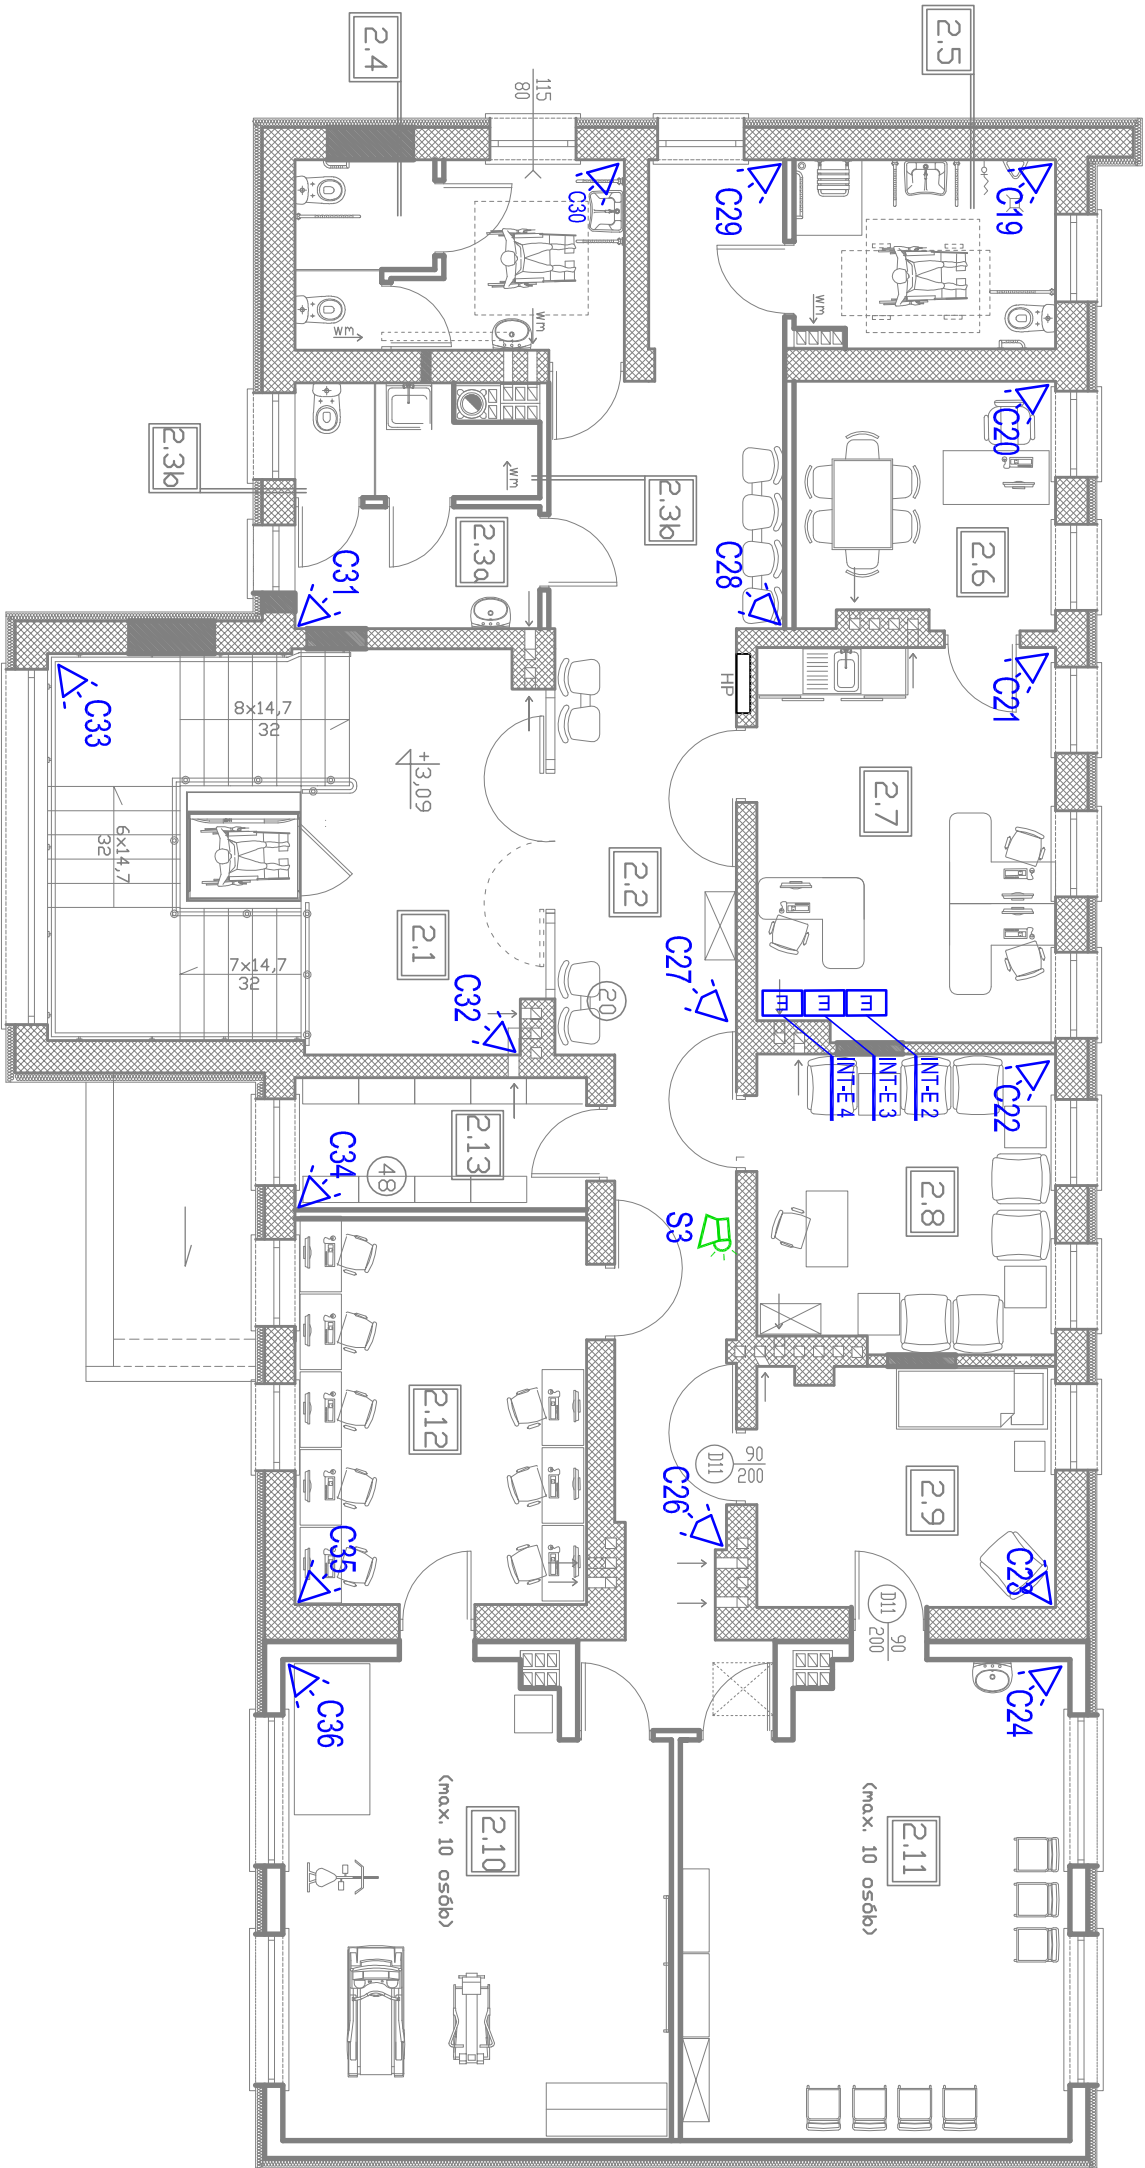 2.4
2.5
115
80
C30
C29
C19
wm
wm
wm
C20
2.3b
2.3b
wm
2.3a
C28
2.6
C31
C21
HP
C33
8x14,7
32
+3,09
2.7
6x14,7
32
2.2
2.1
7x14,7
32
C32
20
C27
E
E
E
INT-E 4
INT-E 3
INT-E 2
C22
2.13
C34
48
2.8
S3
2.12
D11
90
200
C26
2.9
C35
C23
D11
90
200
C36
C24
(max. 10 osób)
2.10
(max. 10 osób)
2.11